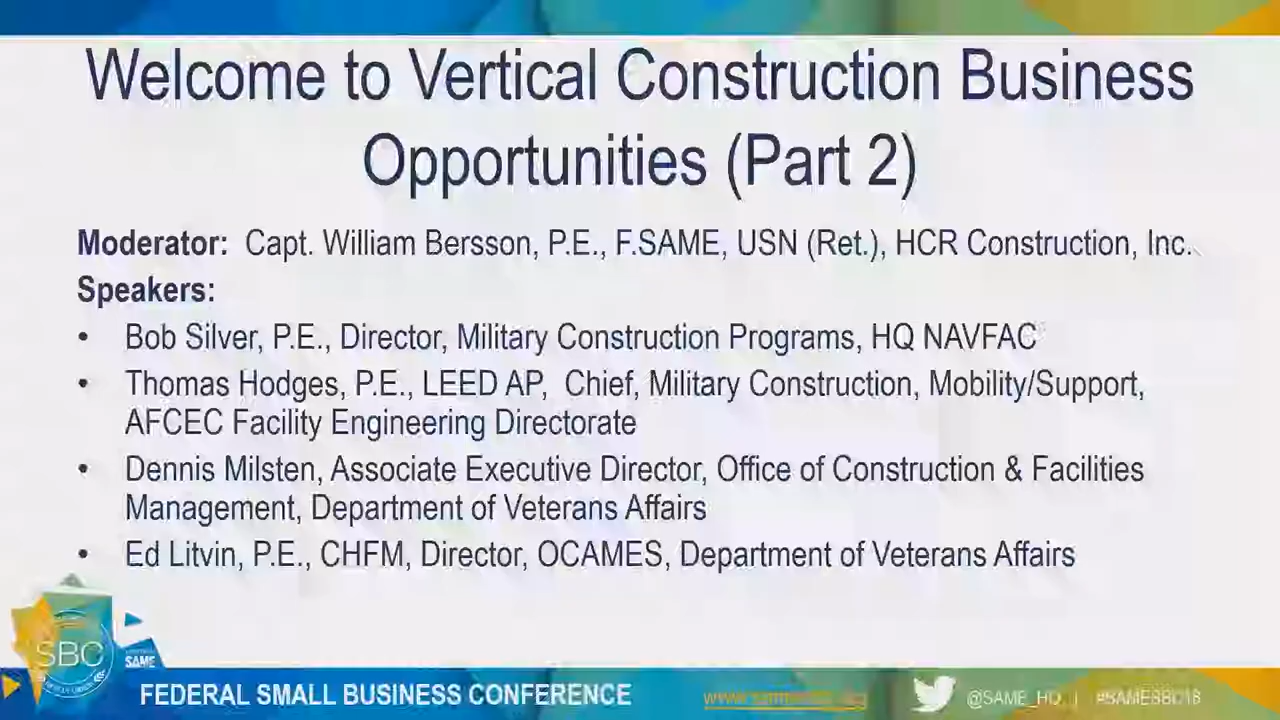 Welcome to Vertical Construction Business
Opportunities (Part 2)
Moderator: Capt. William Bersson, P.E., F.SAME, USN (Ret.), HCR Construction, Inc.
Speakers:
• Bob Silver, P.E., Director, Military Construction Programs, HQ NAVFAC
• Thomas Hodges, P.E., LEED AP, Chief, Military Construction, Mobility/Support,
AFCEC Facility Engineering Directorate
• Dennis Milsten, Associate Executive Director, Office of Construction & Facilities
Management, Department of Veterans Affairs
• Ed Litvin, P.E., CHFM, Director, OCAMES, Department of Veterans Affairs
SBC
SAME
FEDERAL SMALL BUSINESS CONFERENCE
@SAME_HQ | #SAMESBC18